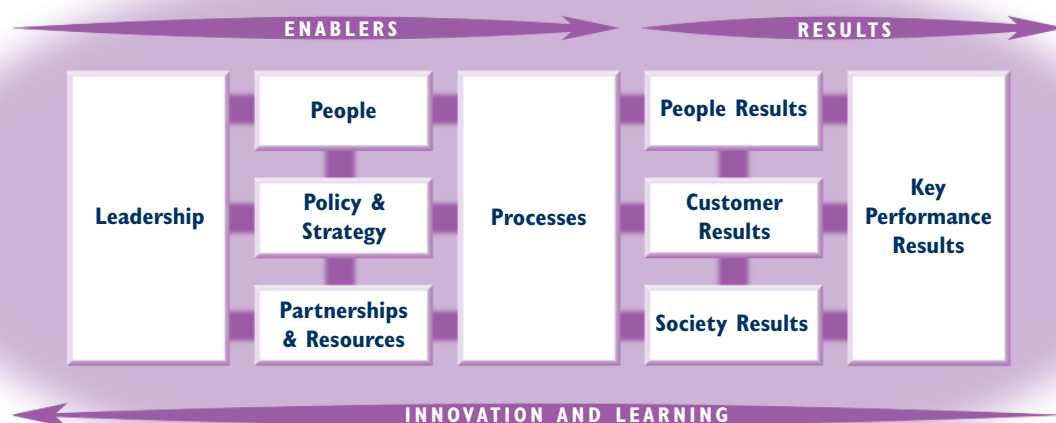 ENABLERS
RESULTS
Leadership
People
Policy &
Strategy
Partnerships
& Resources
Processes
People Results
Customer
Results
Society Results
Key
Performance
Results
INNOVATION AND LEARNING